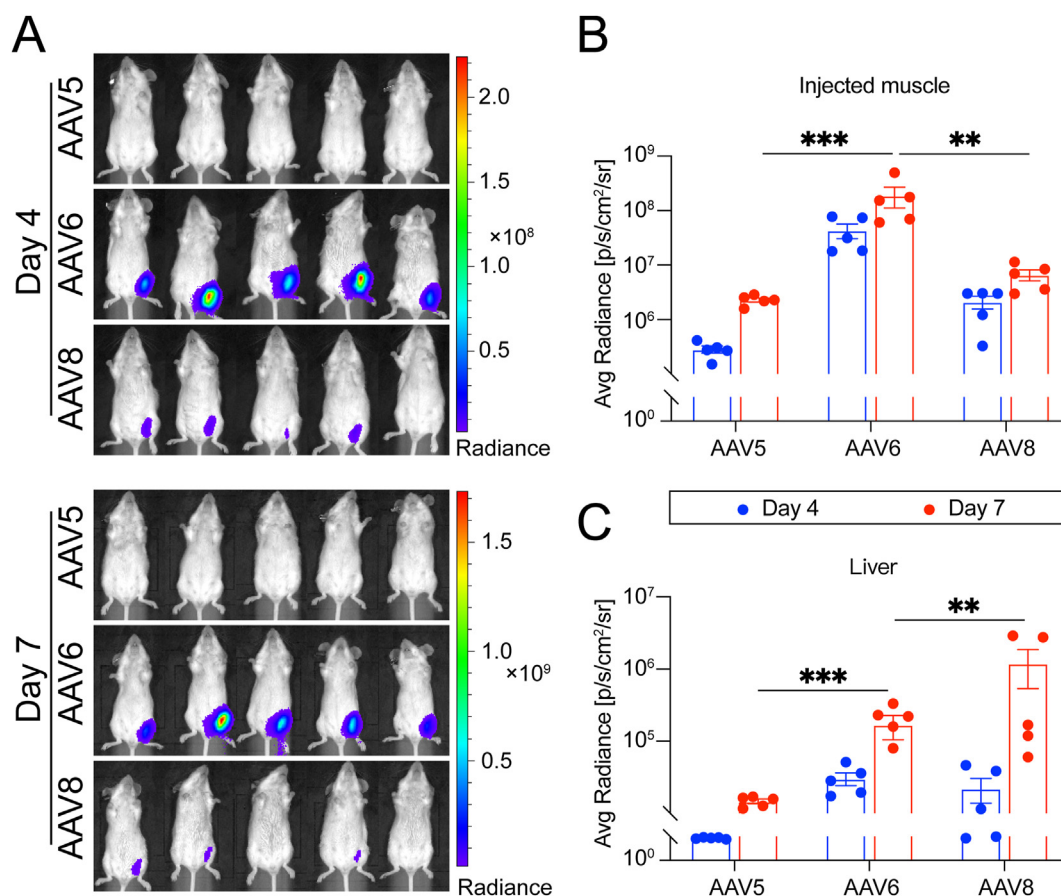 A
Day 4
AAV5
AAV6
AAV8
2.0
1.5
×10⁸
1.0
0.5
Radiance
Day 7
AAV5
AAV6
AAV8
1.5
×10⁹
1.0
0.5
Radiance
B
Injected muscle
*** **
Avg Radiance [p/s/cm²/sr]
10⁹
10⁸
10⁷
10⁶
10⁰
AAV5 AAV6 AAV8
Day 4 Day 7
C
Liver
**
***
Avg Radiance [p/s/cm²/sr]
10⁷
10⁶
10⁵
10⁰
AAV5 AAV6 AAV8